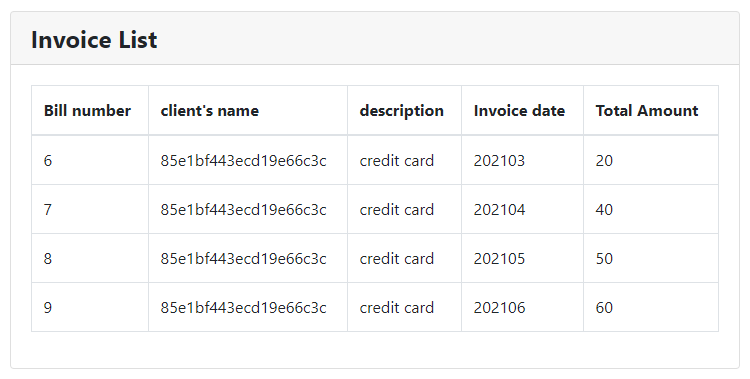 Invoice List
Bill number client's name description Invoice date Total Amount
6 85e1bf443ecd19e66c3c credit card 202103 20
7 85e1bf443ecd19e66c3c credit card 202104 40
8 85e1bf443ecd19e66c3c credit card 202105 50
9 85e1bf443ecd19e66c3c credit card 202106 60